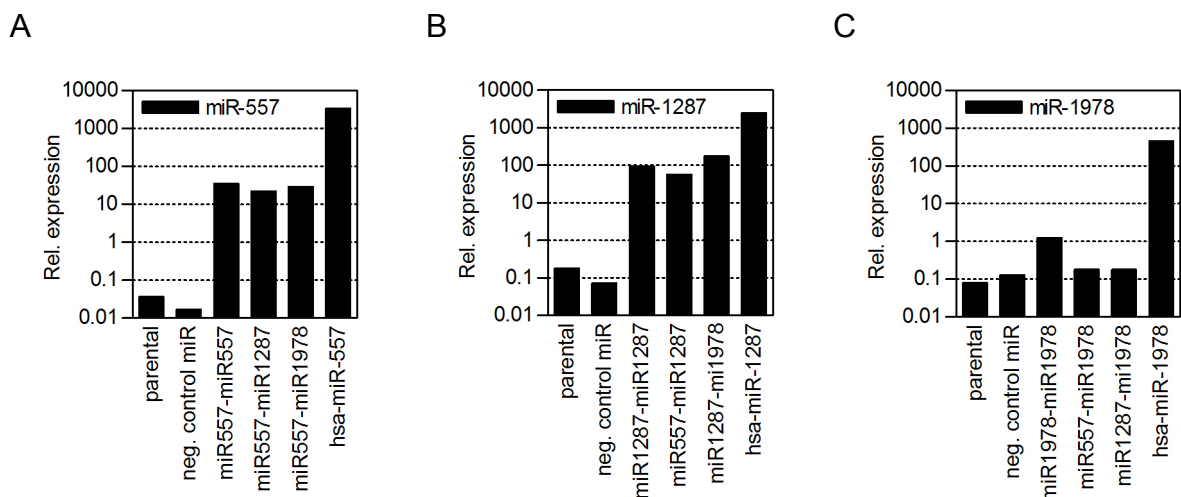 A
B
C
10000
1000
100
10
1
0.1
0.01
Rel. expression
miR-557
parental
neg. control miR
miR557-miR557
miR557-miR1287
miR557-miR1978
hsa-miR-557
10000
1000
100
10
1
0.1
0.01
Rel. expression
miR-1287
parental
neg. control miR
miR1287-miR1287
miR557-miR1287
miR1287-mi1978
hsa-miR-1287
10000
1000
100
10
1
0.1
0.01
Rel. expression
miR-1978
parental
neg. control miR
miR1978-miR1978
miR557-miR1978
miR1287-mi1978
hsa-miR-1978